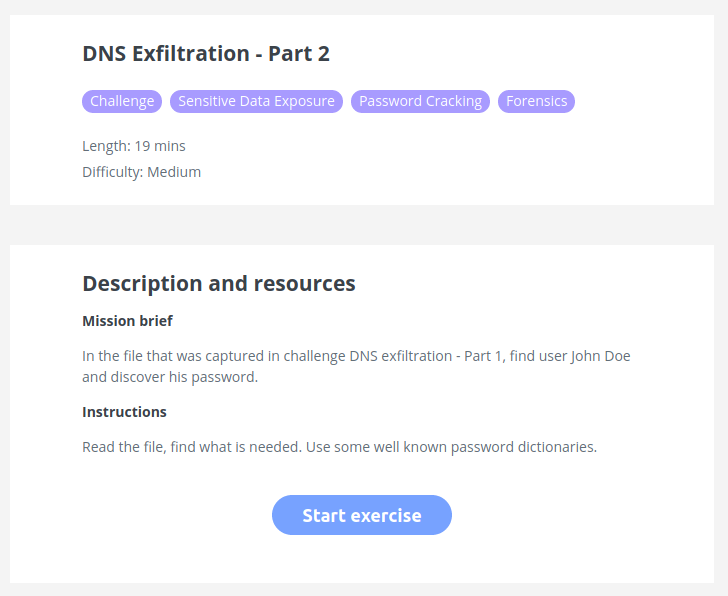 DNS Exfiltration - Part 2
Challenge Sensitive Data Exposure Password Cracking Forensics
Length: 19 mins
Difficulty: Medium
Description and resources
Mission brief
In the file that was captured in challenge DNS exfiltration - Part 1, find user John Doe
and discover his password.
Instructions
Read the file, find what is needed. Use some well known password dictionaries.
Start exercise